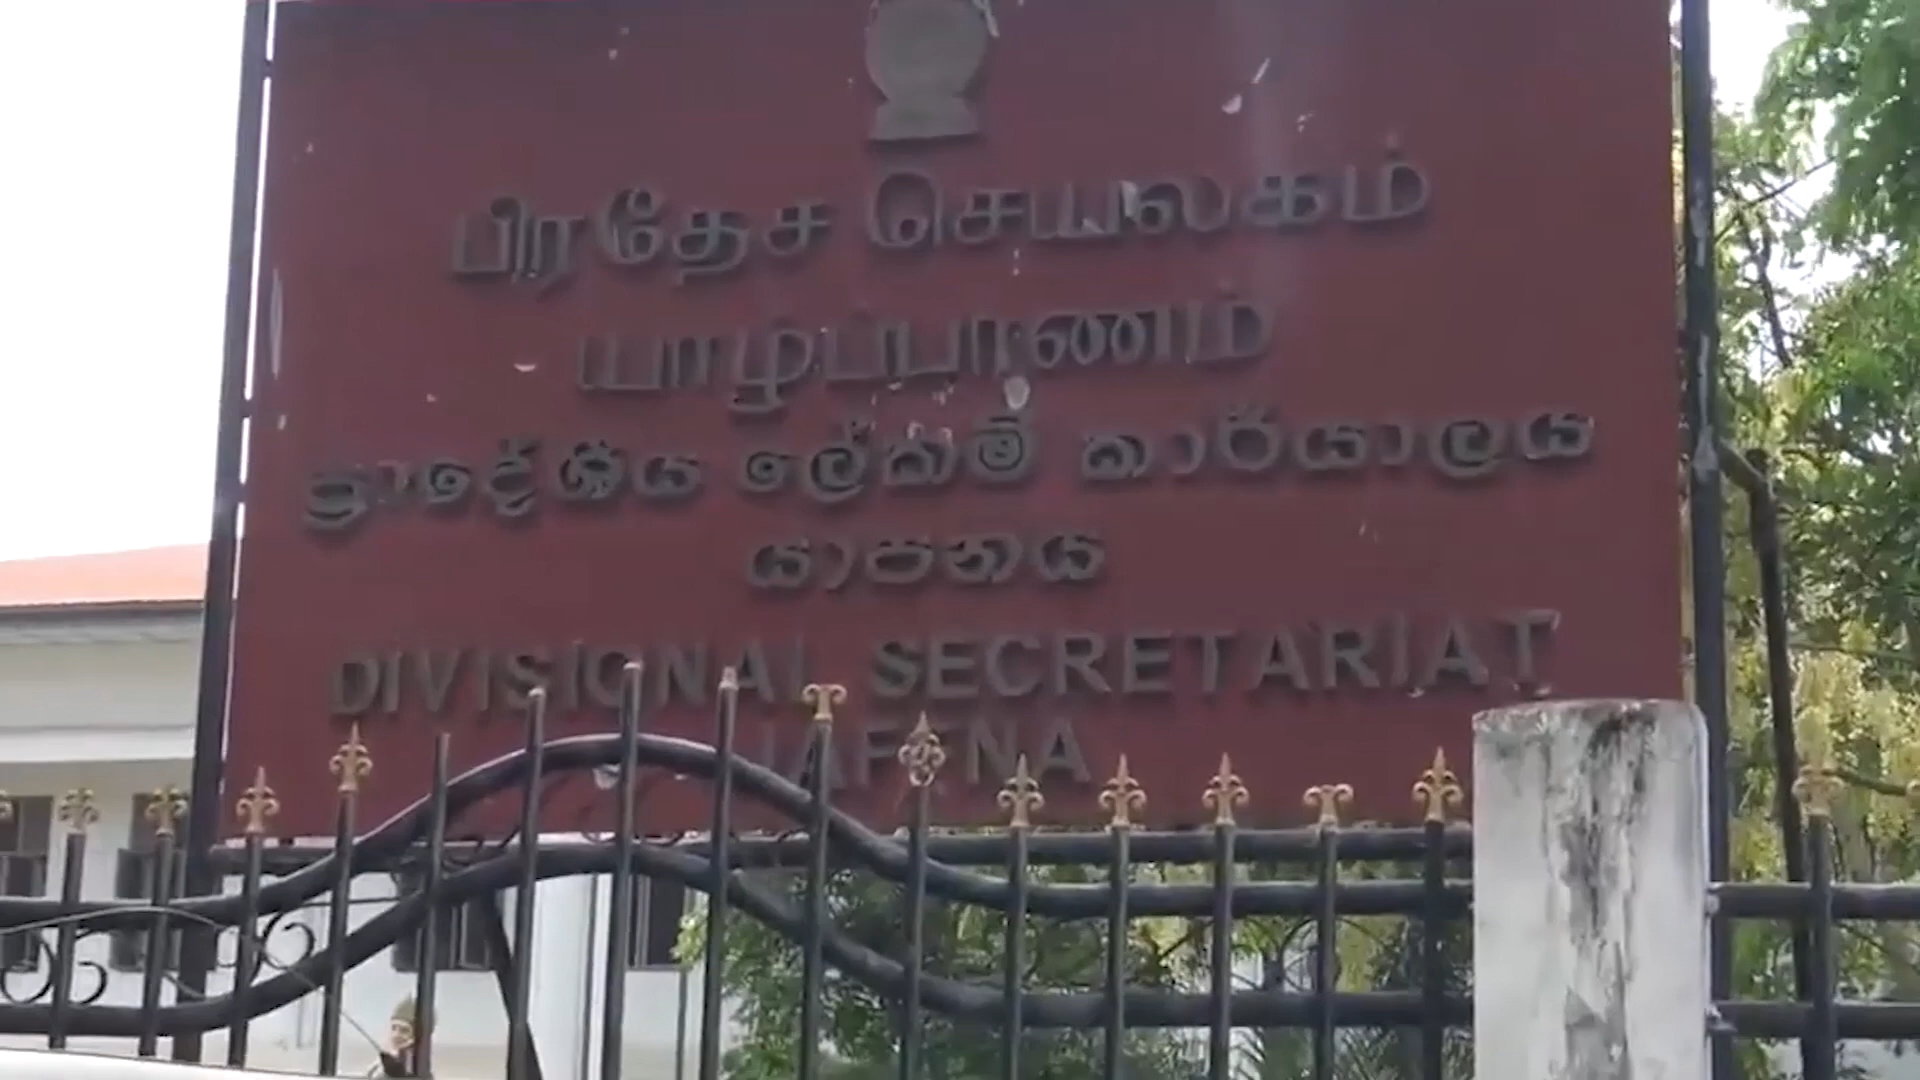 பிரதேச செயலகம்
யாழ்ப்பாணம்
ප්‍රාදේශීය ලේකම් කාර්යාලය
යාපනය
DIVISIONAL SECRETARIAT
JAFFNA